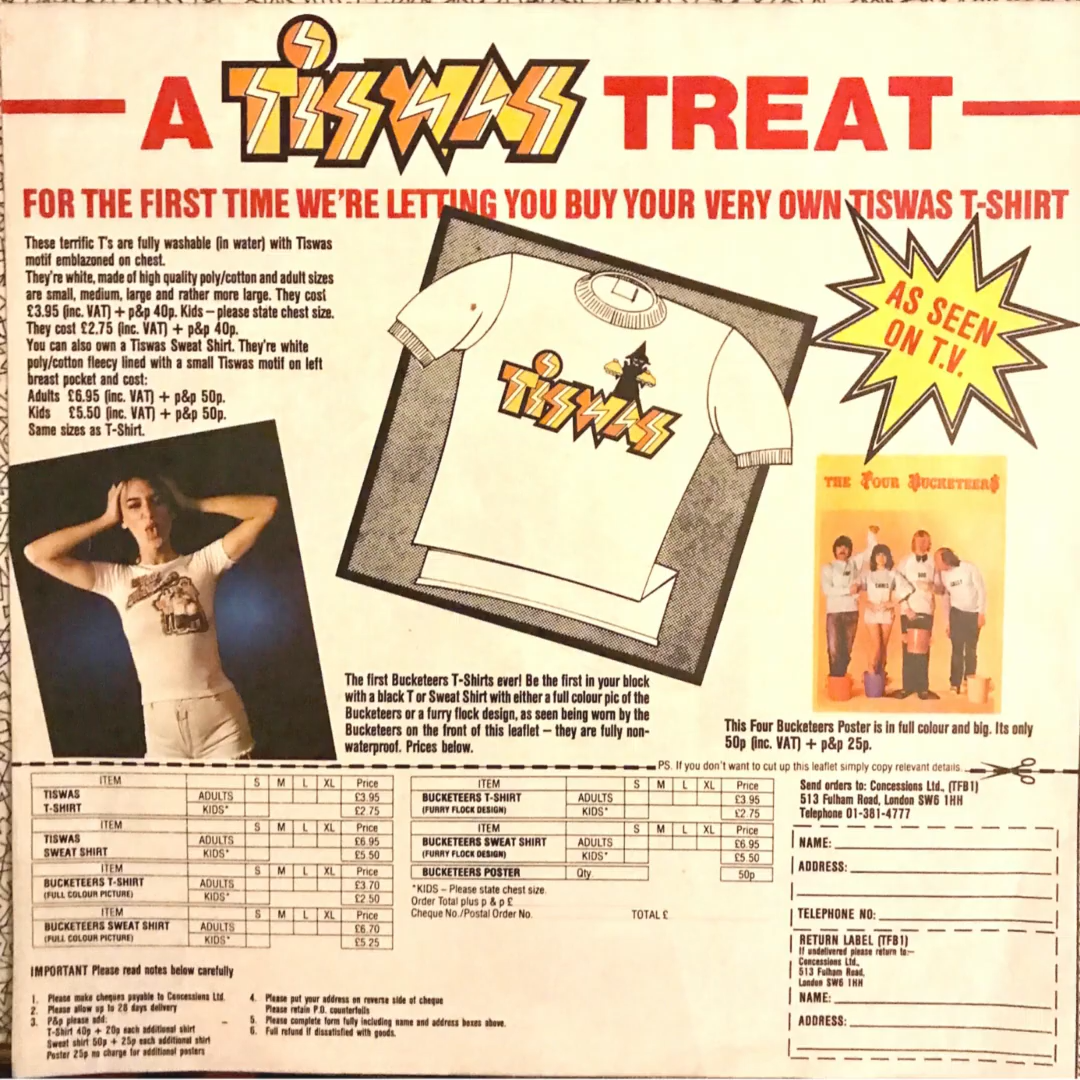 A TISWAS TREAT
FOR THE FIRST TIME WE'RE LETTING YOU BUY YOUR VERY OWN TISWAS T-SHIRT
These terrific T's are fully washable (in water) with Tiswas
motif emblazoned on chest.
They're white, made of high quality poly/cotton and adult sizes
are small, medium, large and rather more large. They cost
£3.95 (inc. VAT) + p&p 40p. Kids – please state chest size.
They cost £2.75 (inc. VAT) + p&p 40p.
You can also own a Tiswas Sweat Shirt. They're white
poly/cotton fleecy lined with a small Tiswas motif on left
breast pocket and cost:
Adults £6.95 (inc. VAT) + p&p 50p.
Kids £5.50 (inc. VAT) + p&p 50p.
Same sizes as T-Shirt.
TISWAS
AS SEEN
ON T.V.
THE FOUR BUCKETEERS
The first Bucketeers T-Shirts ever! Be the first in your block
with a black T or Sweat Shirt with either a full colour pic of the
Bucketeers or a furry flock design, as seen being worn by the
Bucketeers on the front of this leaflet – they are fully non-
waterproof. Prices below.
This Four Bucketeers Poster is in full colour and big. Its only
50p (inc. VAT) + p&p 25p.
PS. If you don't want to cut up this leaflet simply copy relevant details.
ITEM S M L XL Price
TISWAS ADULTS £3.95
T-SHIRT KIDS* £2.75
ITEM S M L XL Price
TISWAS ADULTS £6.95
SWEAT SHIRT KIDS* £5.50
ITEM S M L XL Price
BUCKETEERS T-SHIRT ADULTS £3.70
(FULL COLOUR PICTURE) KIDS* £2.50
ITEM S M L XL Price
BUCKETEERS SWEAT SHIRT ADULTS £6.70
(FULL COLOUR PICTURE) KIDS* £5.25
ITEM S M L XL Price
BUCKETEERS T-SHIRT ADULTS £3.95
(FURRY FLOCK DESIGN) KIDS* £2.75
ITEM S M L XL Price
BUCKETEERS SWEAT SHIRT ADULTS £6.95
(FURRY FLOCK DESIGN) KIDS* £5.50
BUCKETEERS POSTER Qty. 50p
*KIDS – Please state chest size.
Order Total plus p & p £
Cheque No./Postal Order No. TOTAL £
Send orders to: Concessions Ltd., (TFB1)
513 Fulham Road, London SW6 1HH
Telephone 01-381-4777
NAME:
ADDRESS:
TELEPHONE NO:
RETURN LABEL (TFB1)
If undelivered please return to:–
Concessions Ltd.,
513 Fulham Road,
London SW6 1HH
NAME:
ADDRESS:
IMPORTANT Please read notes below carefully
1. Please make cheques payable to Concessions Ltd.
2. Please allow up to 28 days delivery
3. P&p please add:
T-Shirt 40p + 20p each additional shirt
Sweat shirt 50p + 25p each additional shirt
Poster 25p no charge for additional posters
4. Please put your address on reverse side of cheque
Please retain P.O. counterfoils
5. Please complete form fully including name and address boxes above.
6. Full refund if dissatisfied with goods.